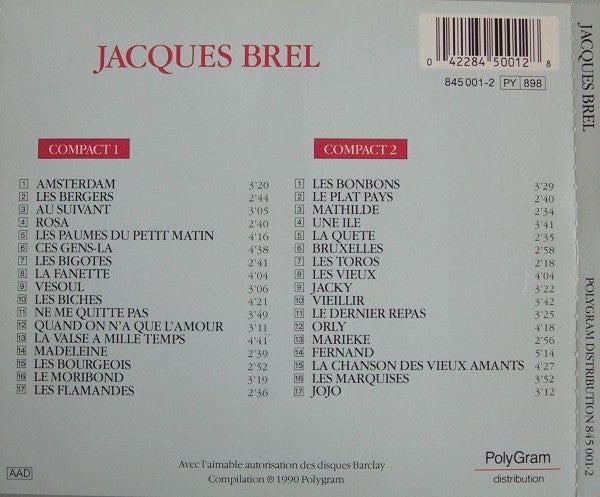 JACQUES BREL
0 42284 50012 8
845 001-2 PY 898
COMPACT 1
1 AMSTERDAM 3'20
2 LES BERGERS 2'44
3 AU SUIVANT 3'05
4 ROSA 2'40
5 LES PAUMES DU PETIT MATIN 4'16
6 CES GENS-LA 4'38
7 LES BIGOTES 2'41
8 LA FANETTE 4'04
9 VESOUL 3'06
10 LES BICHES 4'21
11 NE ME QUITTE PAS 3'49
12 QUAND ON N'A QUE L'AMOUR 3'11
13 LA VALSE A MILLE TEMPS 4'41
14 MADELEINE 2'39
15 LES BOURGEOIS 2'52
16 LE MORIBOND 3'19
17 LES FLAMANDES 2'36
COMPACT 2
1 LES BONBONS 3'29
2 LE PLAT PAYS 2'40
3 MATHILDE 2'34
4 UNE ILE 3'41
5 LA QUETE 2'35
6 BRUXELLES 2'58
7 LES TOROS 2'18
8 LES VIEUX 4'04
9 JACKY 3'22
10 VIEILLIR 3'42
11 LE DERNIER REPAS 3'25
12 ORLY 4'18
13 MARIEKE 2'56
14 FERNAND 5'14
15 LA CHANSON DES VIEUX AMANTS 4'27
16 LES MARQUISES 3'52
17 JOJO 3'12
AAD
Avec l'aimable autorisation des disques Barclay
Compilation ℗ 1990 Polygram
PolyGram
distribution
JACQUES BREL
POLYGRAM DISTRIBUTION 845 001-2